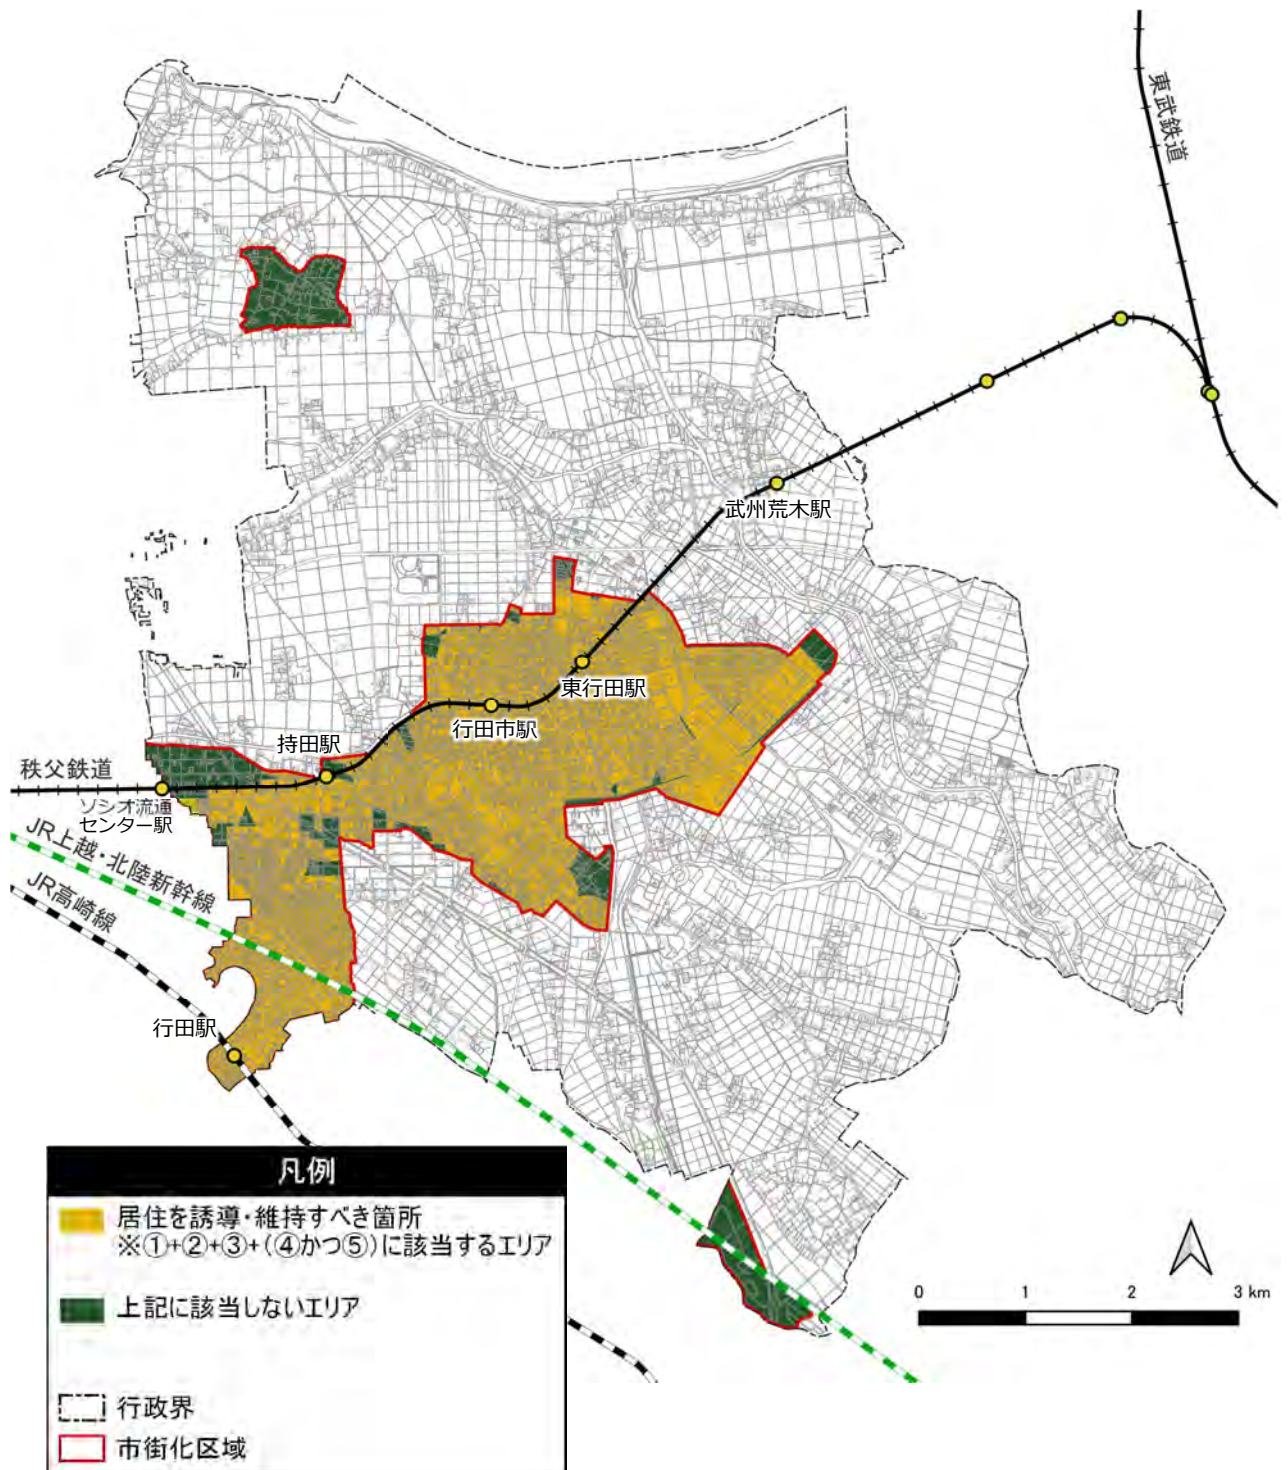 東武鉄道
武州荒木駅
東行田駅
行田市駅
持田駅
秩父鉄道
ソシオ流通
センター駅
JR上越・北陸新幹線
JR高崎線
行田駅
凡例
居住を誘導・維持すべき箇所
※①+②+③+(④かつ⑤)に該当するエリア
上記に該当しないエリア
行政界
市街化区域
0 1 2 3 km